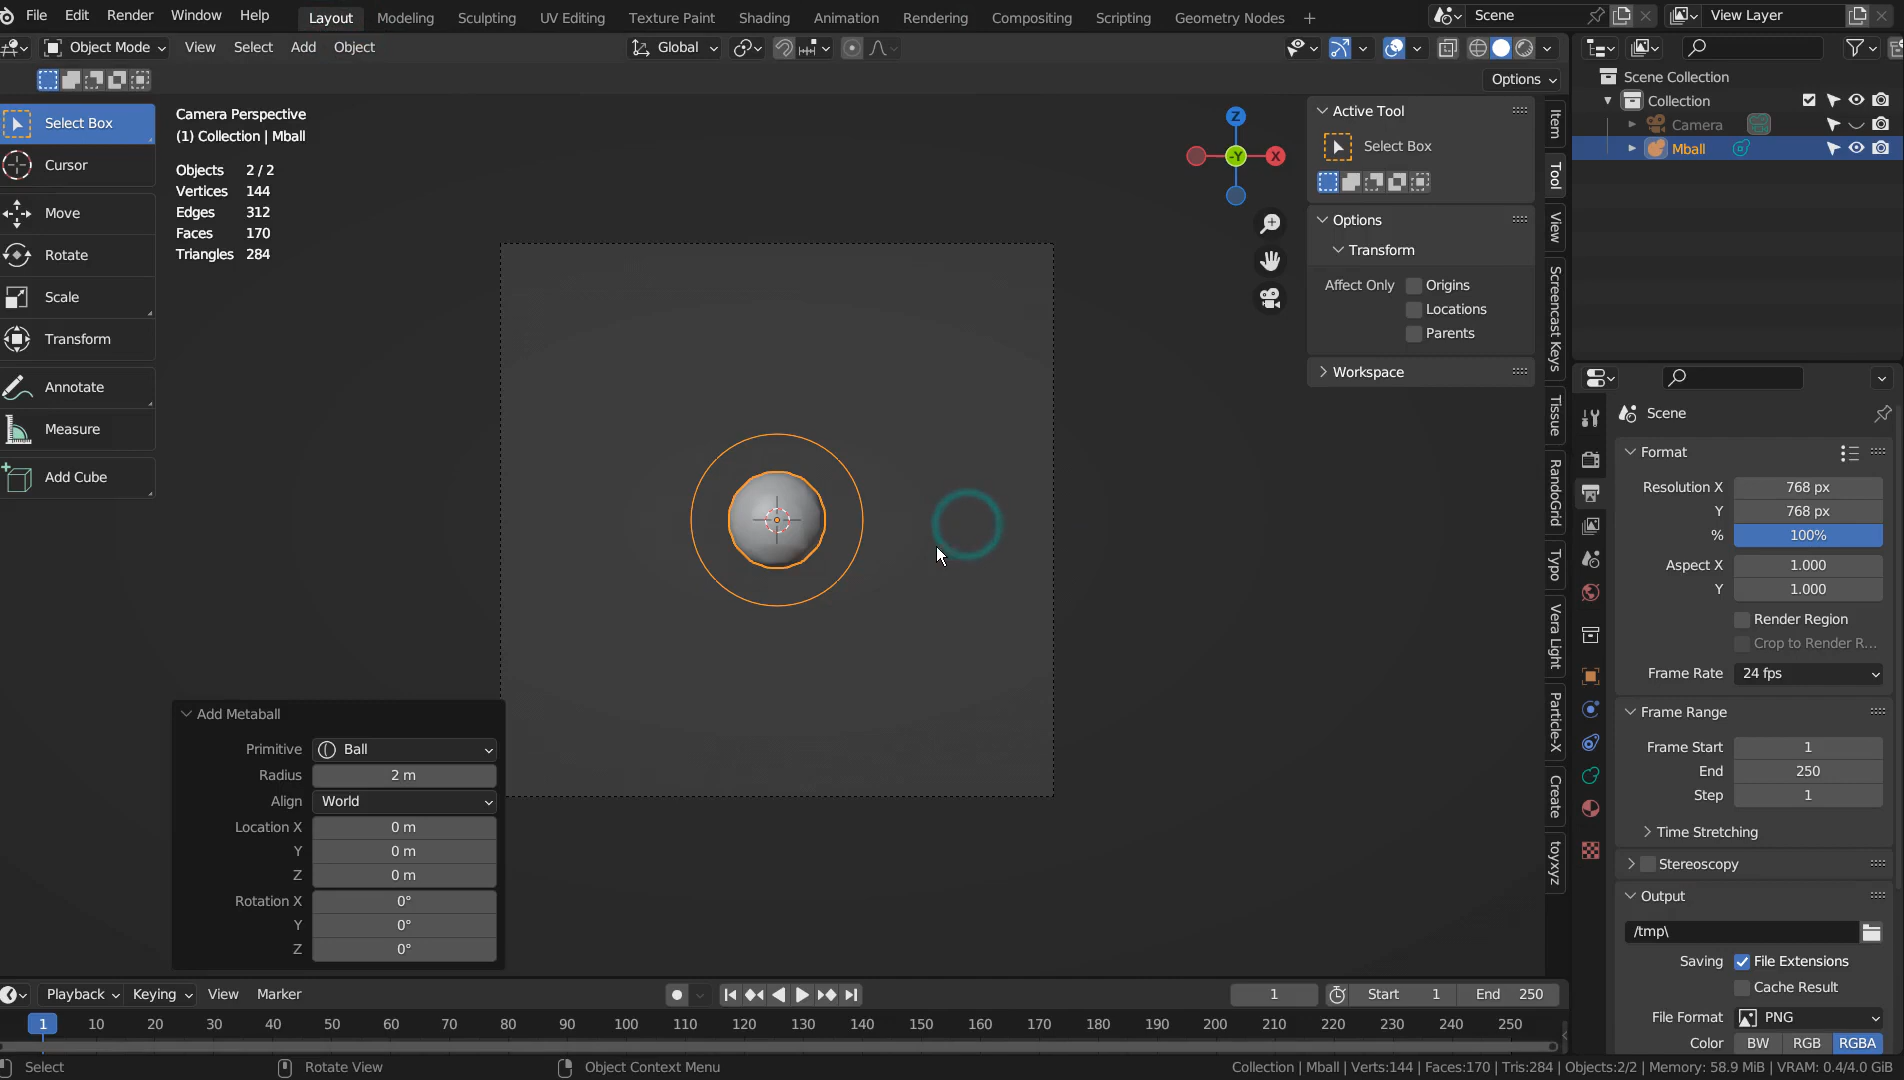 File Edit Render Window Help Layout Modeling Sculpting UV Editing Texture Paint Shading Animation Rendering Compositing Scripting Geometry Nodes + Scene View Layer
Object Mode View Select Add Object Global
Options
Select Box
Cursor
Move
Rotate
Scale
Transform
Annotate
Measure
Add Cube
Camera Perspective
(1) Collection | Mball
Objects 2 / 2
Vertices 144
Edges 312
Faces 170
Triangles 284
Z
-Y
X
Active Tool
Select Box
Options
Transform
Affect Only Origins
Locations
Parents
Workspace
Item
Tool
View
Screencast Keys
Tissue
RandoGrid
Typo
Vera Light
Particle-X
Create
toyxyz
Scene Collection
Collection
Camera
Mball
Scene
Format
Resolution X 768 px
Y 768 px
% 100%
Aspect X 1.000
Y 1.000
Render Region
Crop to Render R...
Frame Rate 24 fps
Frame Range
Frame Start 1
End 250
Step 1
Time Stretching
Stereoscopy
Output
/tmp\
Saving File Extensions
Cache Result
File Format PNG
Color BW RGB RGBA
Add Metaball
Primitive Ball
Radius 2 m
Align World
Location X 0 m
Y 0 m
Z 0 m
Rotation X 0°
Y 0°
Z 0°
Playback Keying View Marker 1 Start 1 End 250
1 10 20 30 40 50 60 70 80 90 100 110 120 130 140 150 160 170 180 190 200 210 220 230 240 250
Select Rotate View Object Context Menu Collection | Mball | Verts:144 | Faces:170 | Tris:284 | Objects:2/2 | Memory: 58.9 MiB | VRAM: 0.4/4.0 GiB